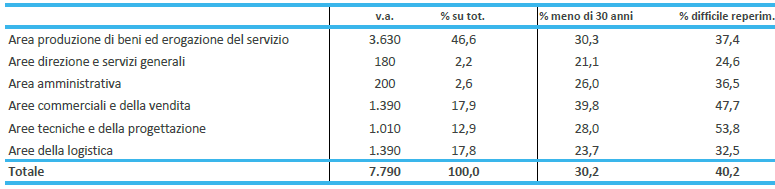 v.a. % su tot. % meno di 30 anni % difficile reperim.
Area produzione di beni ed erogazione del servizio 3.630 46,6 30,3 37,4
Aree direzione e servizi generali 180 2,2 21,1 24,6
Area amministrativa 200 2,6 26,0 36,5
Aree commerciali e della vendita 1.390 17,9 39,8 47,7
Aree tecniche e della progettazione 1.010 12,9 28,0 53,8
Aree della logistica 1.390 17,8 23,7 32,5
Totale 7.790 100,0 30,2 40,2